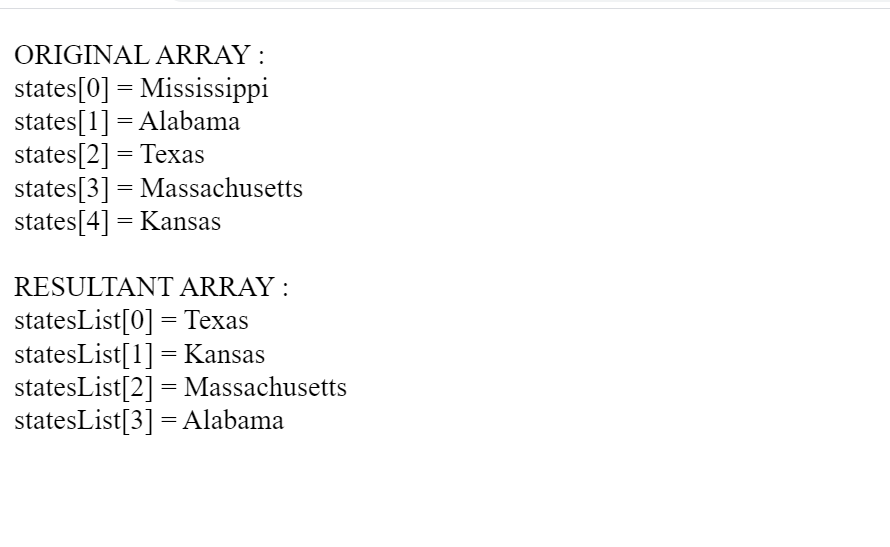 ORIGINAL ARRAY :
states[0] = Mississippi
states[1] = Alabama
states[2] = Texas
states[3] = Massachusetts
states[4] = Kansas
RESULTANT ARRAY :
statesList[0] = Texas
statesList[1] = Kansas
statesList[2] = Massachusetts
statesList[3] = Alabama